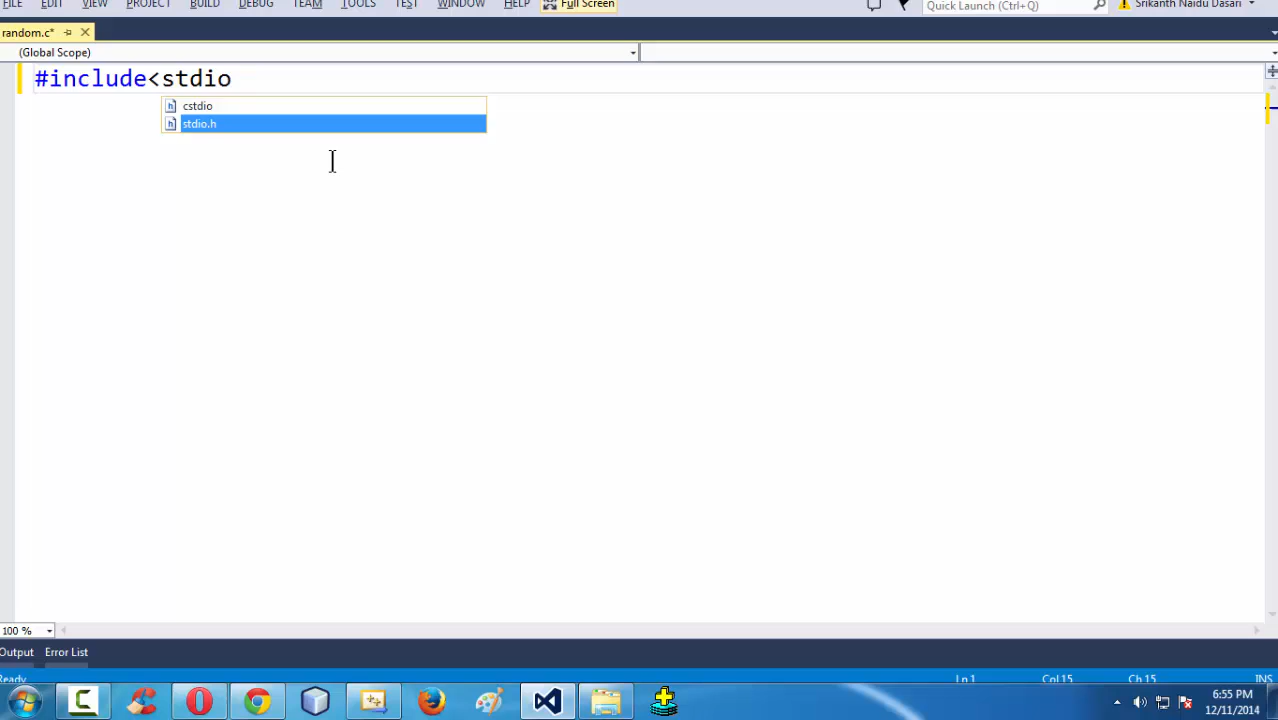 FILE EDIT VIEW PROJECT BUILD DEBUG TEAM TOOLS TEST WINDOW HELP Full Screen Quick Launch (Ctrl+Q) Srikanth Naidu Dasari
random.c*
(Global Scope)
#include<stdio
cstdio
stdio.h
100 %
Output Error List
Ready Ln 1 Col 15 Ch 15 INS
6:55 PM
12/11/2014